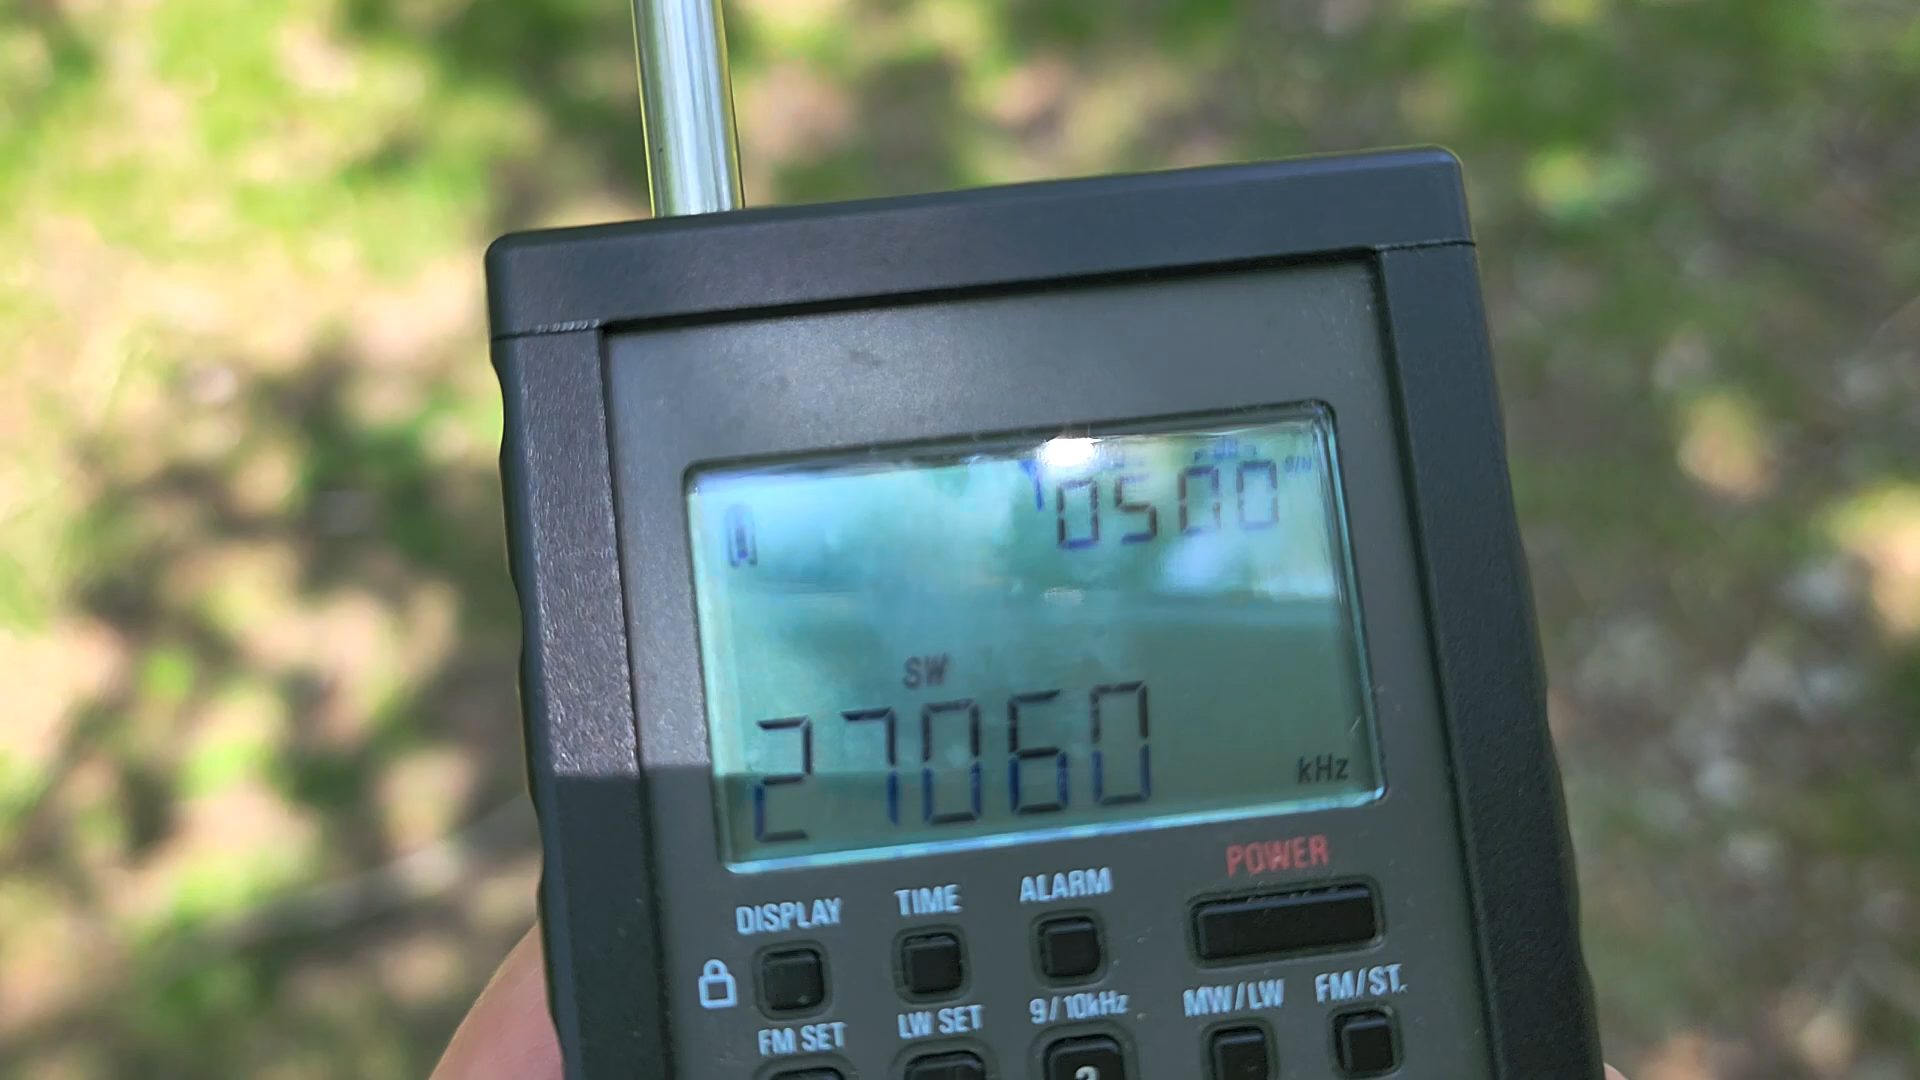 0500
SW
27060 kHz
POWER
DISPLAY TIME ALARM
FM SET LW SET 9/10kHz MW/LW FM/ST.